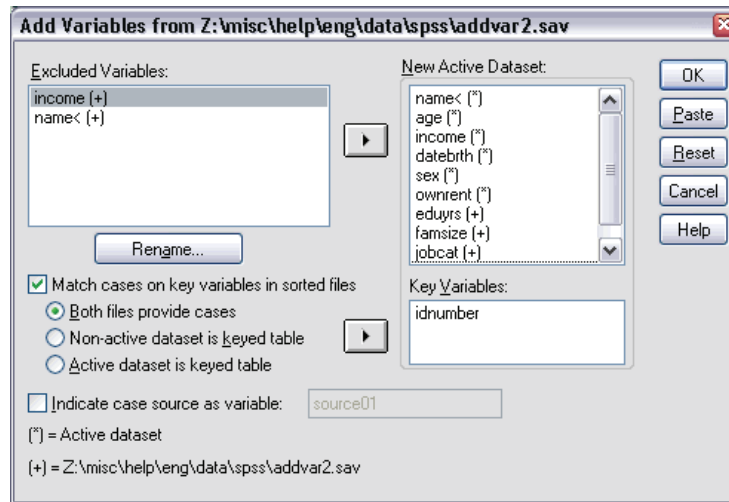 Add Variables from Z:\misc\help\eng\data\spss\addvar2.sav
Excluded Variables:
income (+)
name< (+)
Rename...
New Active Dataset:
name< (*)
age (*)
income (*)
datebrth (*)
sex (*)
ownrent (*)
eduyrs (+)
famsize (+)
jobcat (+)
OK
Paste
Reset
Cancel
Help
Match cases on key variables in sorted files
Both files provide cases
Non-active dataset is keyed table
Active dataset is keyed table
Key Variables:
idnumber
Indicate case source as variable:
source01
(*) = Active dataset
(+) = Z:\misc\help\eng\data\spss\addvar2.sav